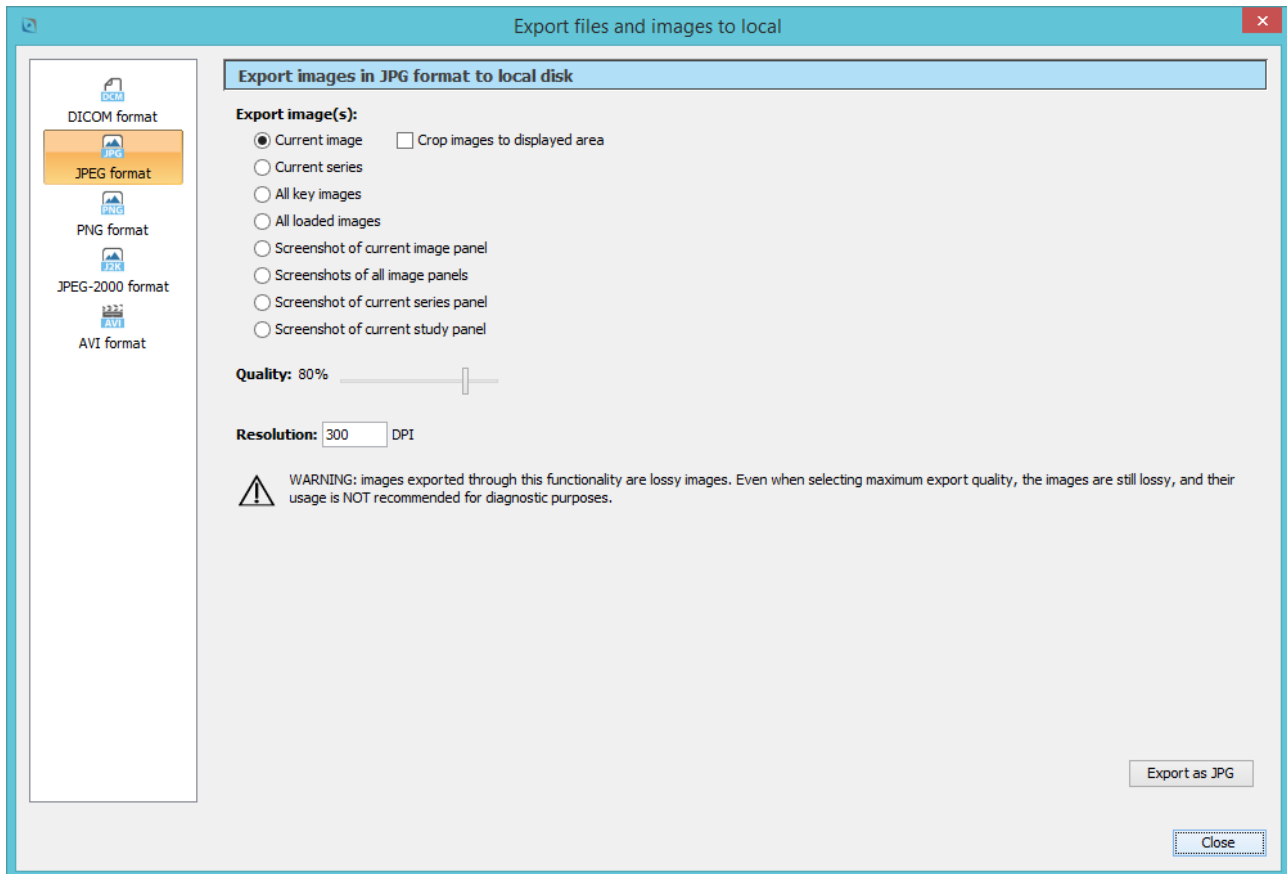 Export files and images to local
DCM
DICOM format
JPG
JPEG format
PNG
PNG format
J2K
JPEG-2000 format
AVI
AVI format
Export images in JPG format to local disk
Export image(s):
Current image Crop images to displayed area
Current series
All key images
All loaded images
Screenshot of current image panel
Screenshots of all image panels
Screenshot of current series panel
Screenshot of current study panel
Quality: 80%
Resolution: 300 DPI
WARNING: images exported through this functionality are lossy images. Even when selecting maximum export quality, the images are still lossy, and their
usage is NOT recommended for diagnostic purposes.
Export as JPG
Close